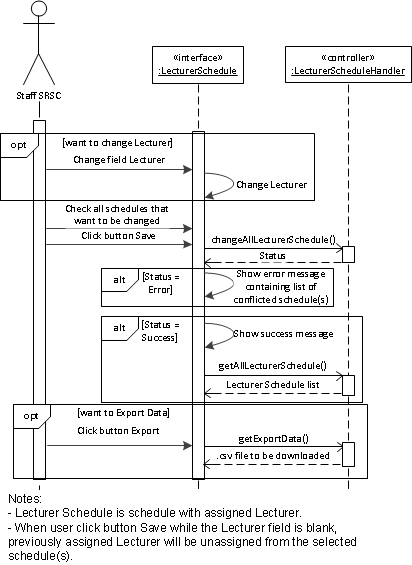 «interface»
:LecturerSchedule
«controller»
:LecturerScheduleHandler
Staff SRSC
opt
[want to change Lecturer]
Change field Lecturer
Change Lecturer
Check all schedules that
want to be changed
Click button Save
changeAllLecturerSchedule()
Status
alt
[Status =
Error]
Show error message
containing list of
conflicted schedule(s)
alt
[Status =
Success]
Show success message
getAllLecturerSchedule()
Lecturer Schedule list
opt
[want to Export Data]
Click button Export
getExportData()
.csv file to be downloaded
Notes:
- Lecturer Schedule is schedule with assigned Lecturer.
- When user click button Save while the Lecturer field is blank,
previously assigned Lecturer will be unassigned from the selected
schedule(s).